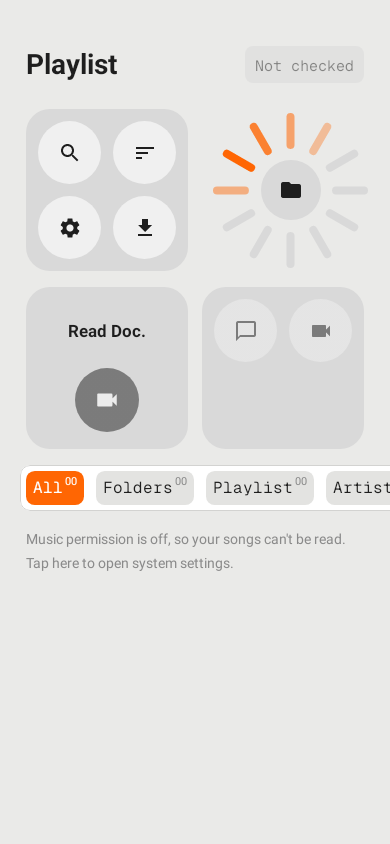 Playlist
Not checked
Read Doc.
All 00
Folders 00
Playlist 00
Artist
Music permission is off, so your songs can't be read.
Tap here to open system settings.